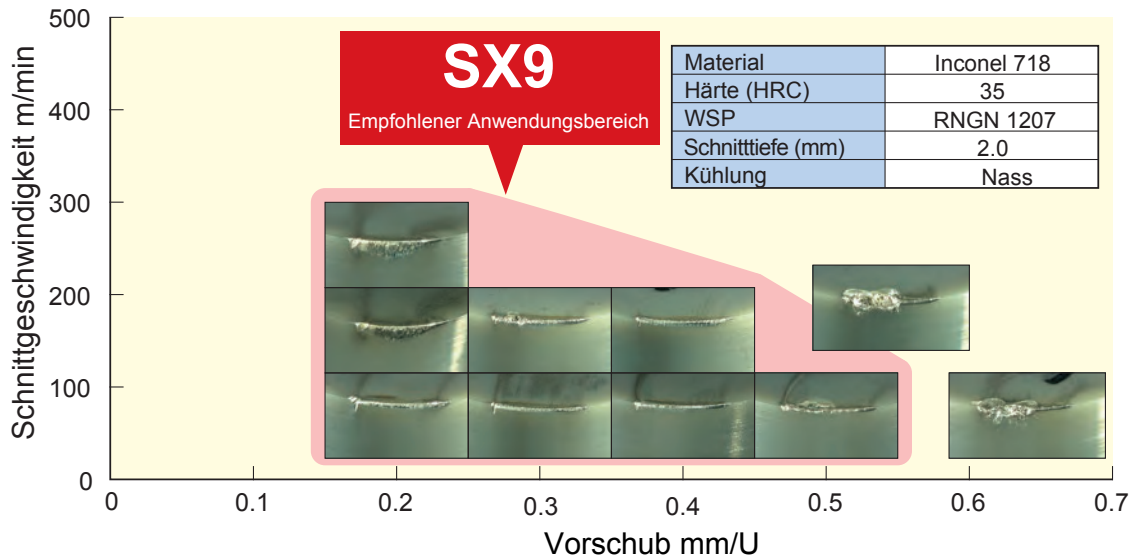 SX9
Empfohlener Anwendungsbereich
Material Inconel 718
Härte (HRC) 35
WSP RNGN 1207
Schnitttiefe (mm) 2.0
Kühlung Nass
Schnittgeschwindigkeit m/min
500
400
300
200
100
0
0 0.1 0.2 0.3 0.4 0.5 0.6 0.7
Vorschub mm/U